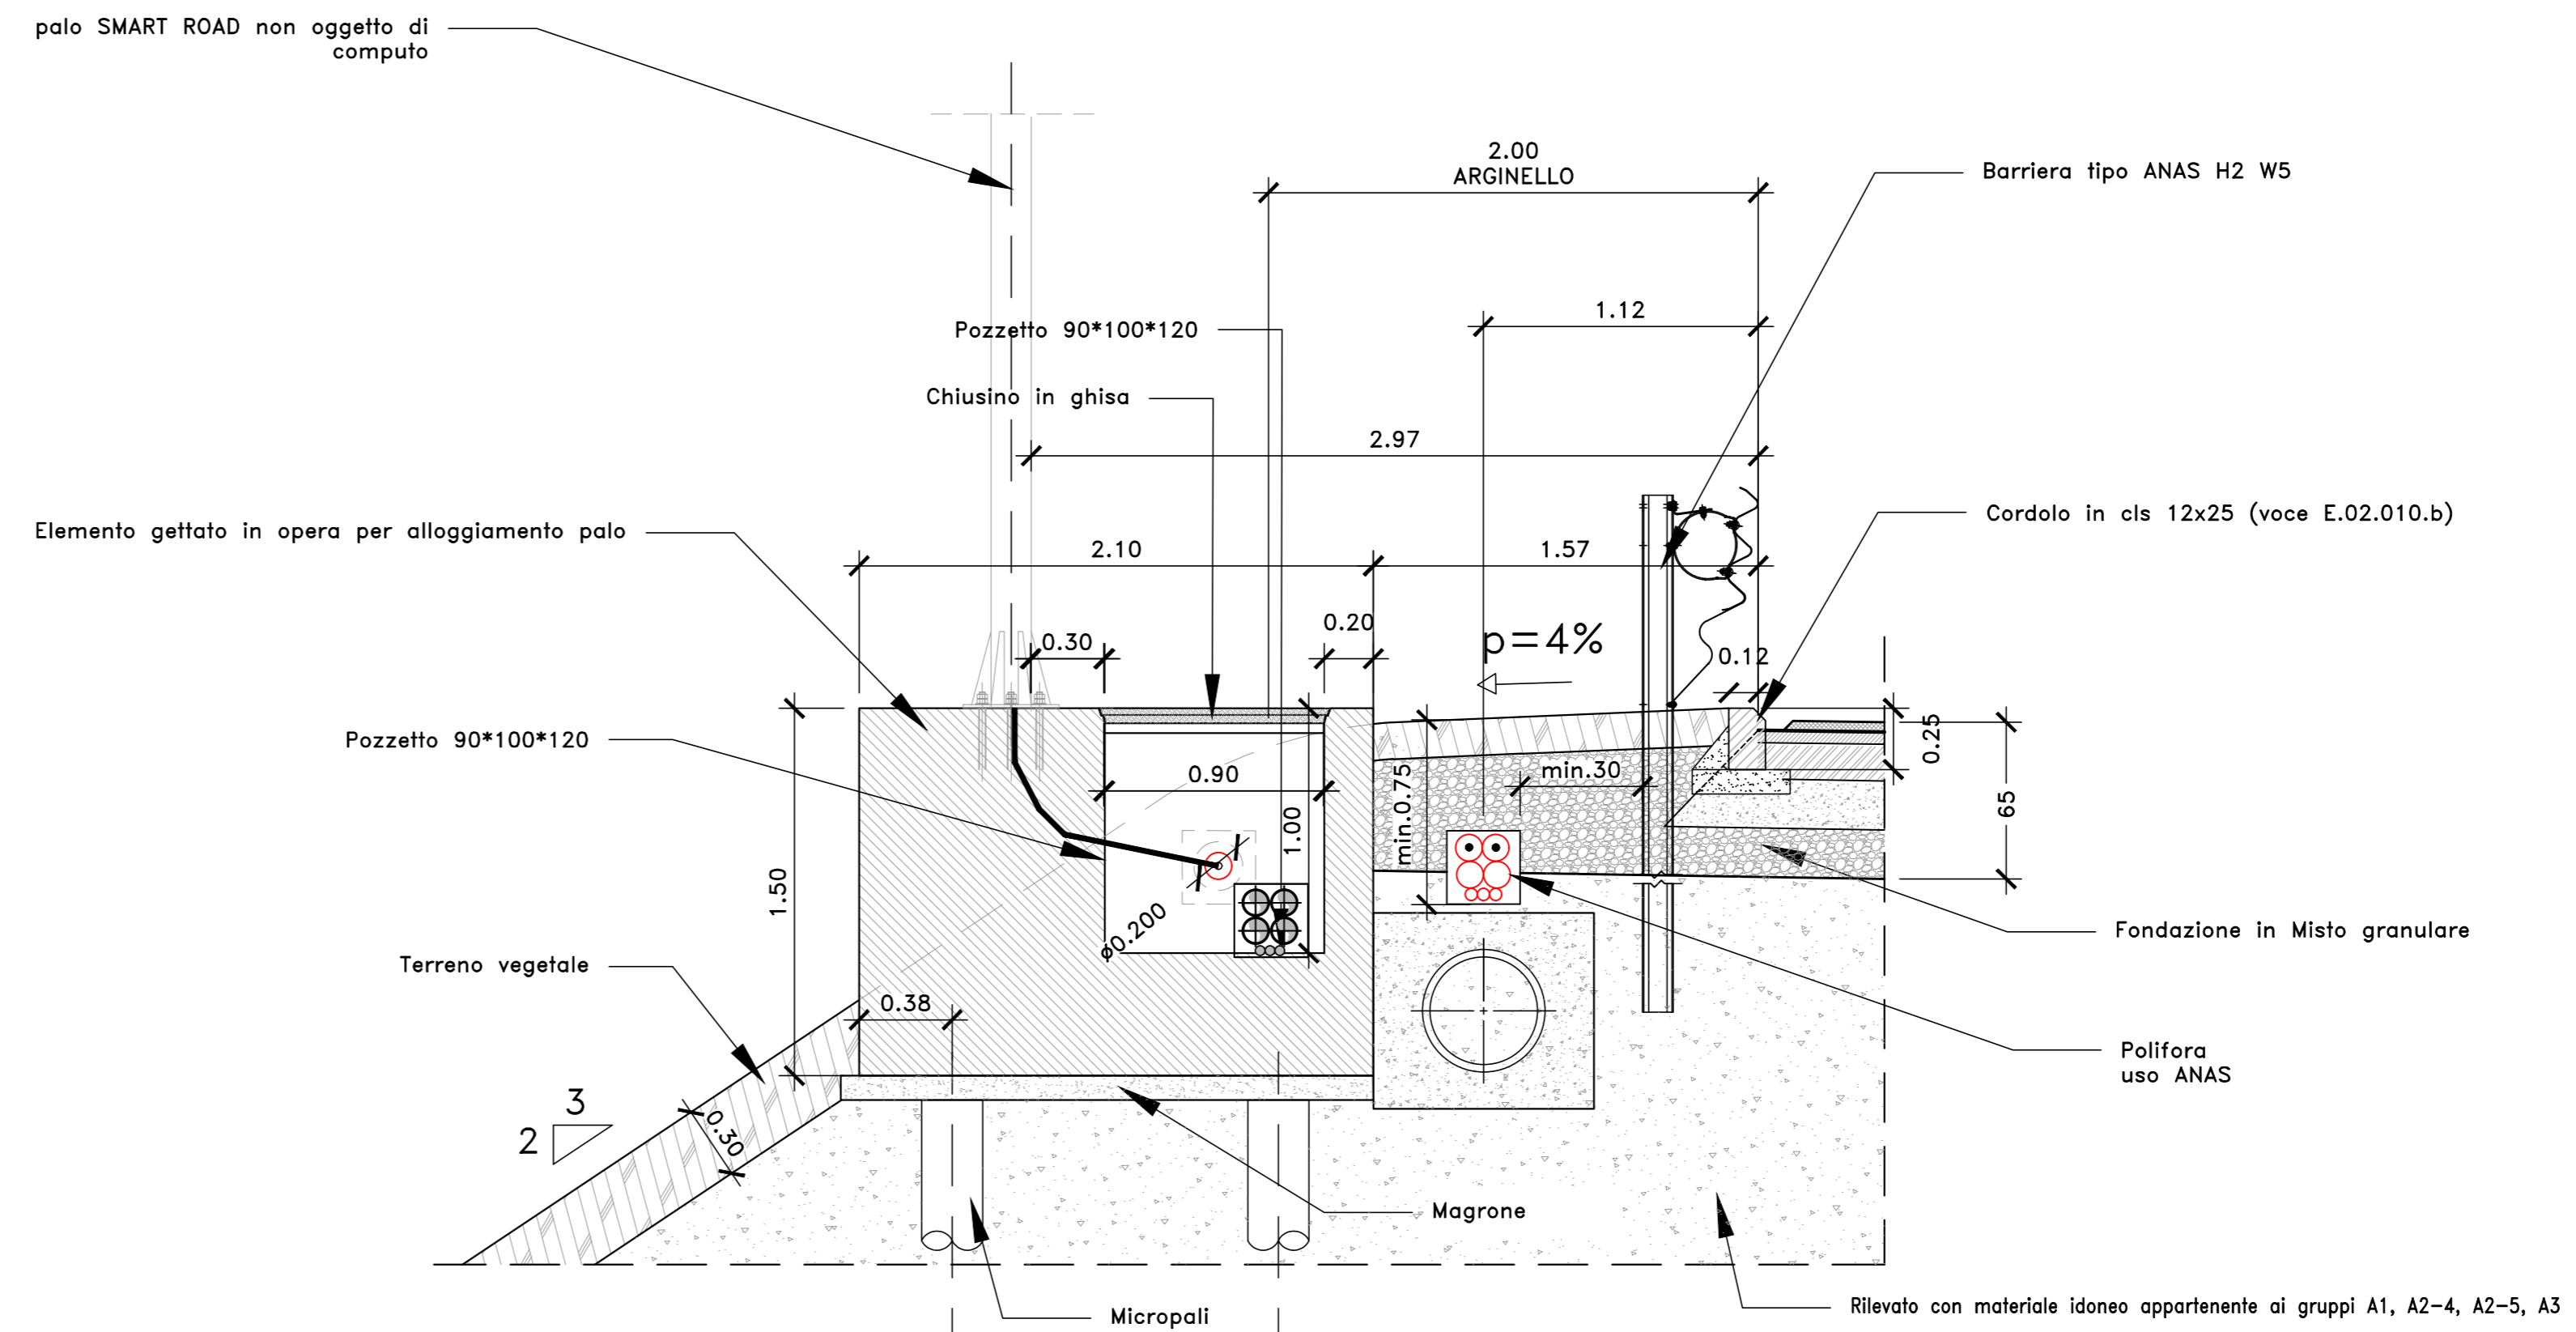 palo SMART ROAD non oggetto di
computo
2.00
ARGINELLO
Barriera tipo ANAS H2 W5
1.12
Pozzetto 90*100*120
Chiusino in ghisa
2.97
Cordolo in cls 12x25 (voce E.02.010.b)
Elemento gettato in opera per alloggiamento palo
2.10
1.57
0.20
0.30
p=4%
0.12
0.25
Pozzetto 90*100*120
0.90
min.30
min.0.75
1.00
65
1.50
ø0.200
Fondazione in Misto granulare
Terreno vegetale
0.38
Polifora
uso ANAS
3
2
0.30
Magrone
Micropali
Rilevato con materiale idoneo appartenente ai gruppi A1, A2-4, A2-5, A3